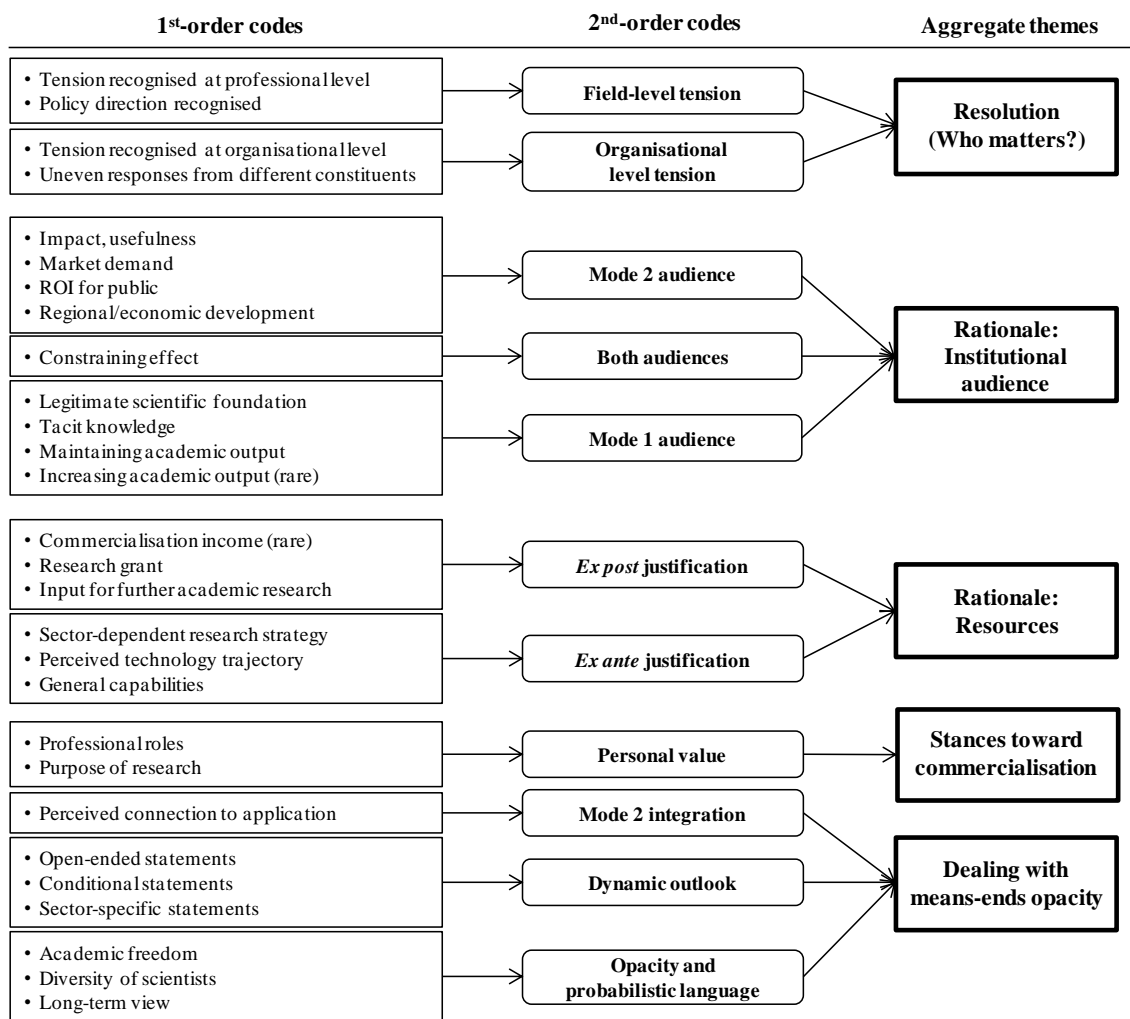 1st-order codes
2nd-order codes
Aggregate themes
• Tension recognised at professional level
• Policy direction recognised
Field-level tension
Resolution
(Who matters?)
• Tension recognised at organisational level
• Uneven responses from different constituents
Organisational
level tension
• Impact, usefulness
• Market demand
• ROI for public
• Regional/economic development
Mode 2 audience
Rationale:
Institutional
audience
• Constraining effect
Both audiences
• Legitimate scientific foundation
• Tacit knowledge
• Maintaining academic output
• Increasing academic output (rare)
Mode 1 audience
• Commercialisation income (rare)
• Research grant
• Input for further academic research
Ex post justification
Rationale:
Resources
• Sector-dependent research strategy
• Perceived technology trajectory
• General capabilities
Ex ante justification
• Professional roles
• Purpose of research
Personal value
Stances toward
commercialisation
• Perceived connection to application
Mode 2 integration
Dealing with
means-ends opacity
• Open-ended statements
• Conditional statements
• Sector-specific statements
Dynamic outlook
• Academic freedom
• Diversity of scientists
• Long-term view
Opacity and
probabilistic language